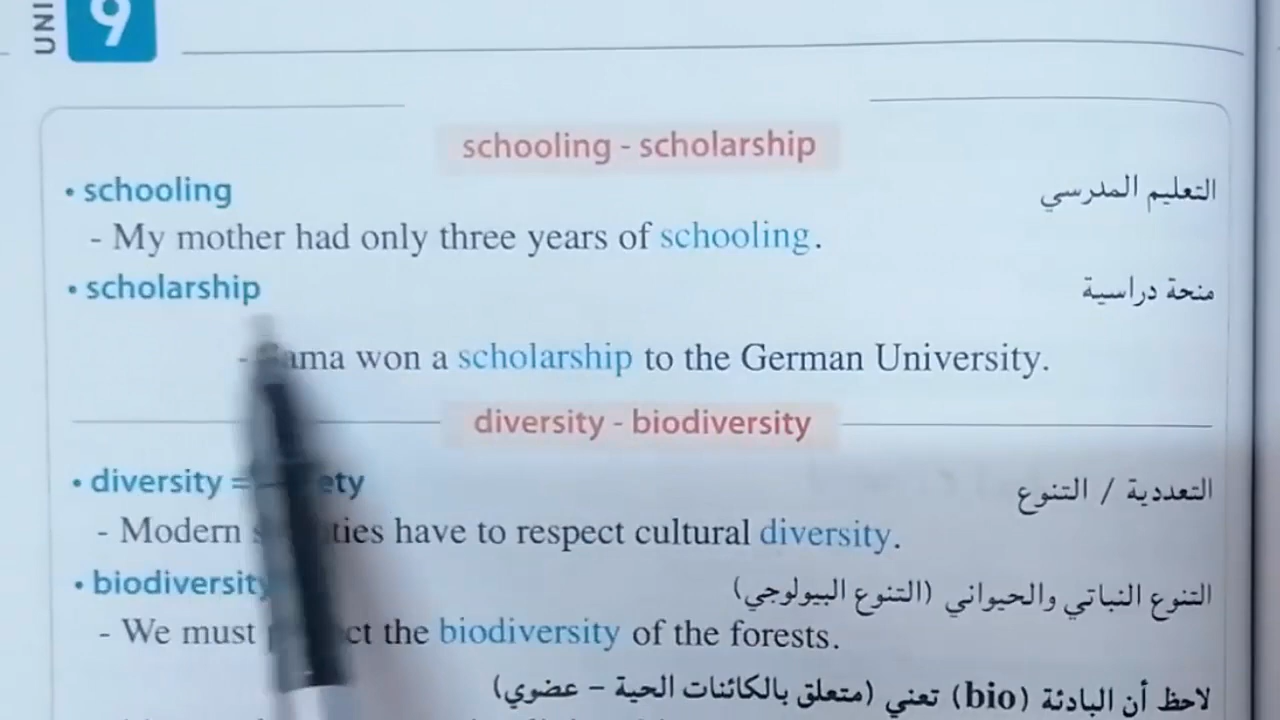 UNI
9
schooling - scholarship
• schooling التعليم المدرسي
- My mother had only three years of schooling.
• scholarship منحة دراسية
- ama won a scholarship to the German University.
diversity - biodiversity
• diversity = ety التعددية / التنوع
- Modern ties have to respect cultural diversity.
• biodiversity التنوع النباتي والحيواني (التنوع البيولوجي)
- We must ct the biodiversity of the forests.
لاحظ أن البادئة (bio) تعني (متعلق بالكائنات الحية – عضوي)